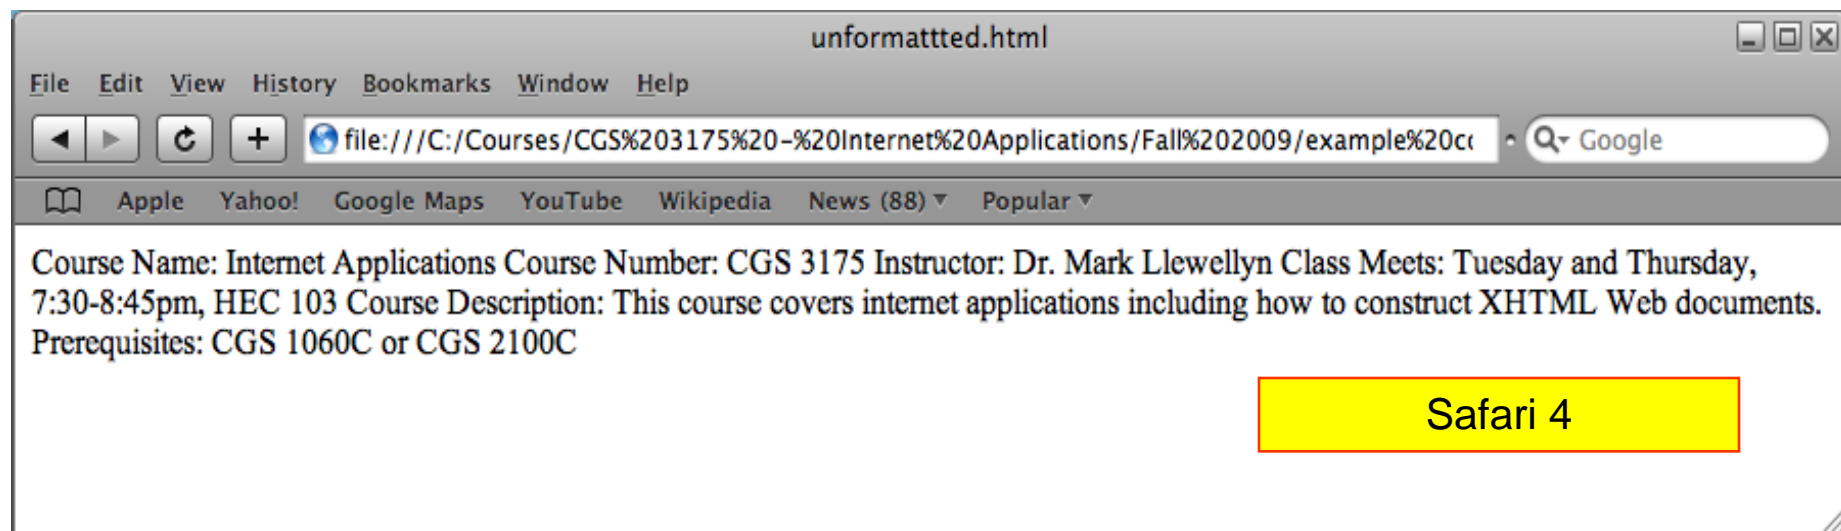 unformattted.html
File Edit View History Bookmarks Window Help
file:///C:/Courses/CGS%203175%20-%20Internet%20Applications/Fall%202009/example%20co Google
Apple Yahoo! Google Maps YouTube Wikipedia News (88) Popular
Course Name: Internet Applications Course Number: CGS 3175 Instructor: Dr. Mark Llewellyn Class Meets: Tuesday and Thursday,
7:30-8:45pm, HEC 103 Course Description: This course covers internet applications including how to construct XHTML Web documents.
Prerequisites: CGS 1060C or CGS 2100C
Safari 4